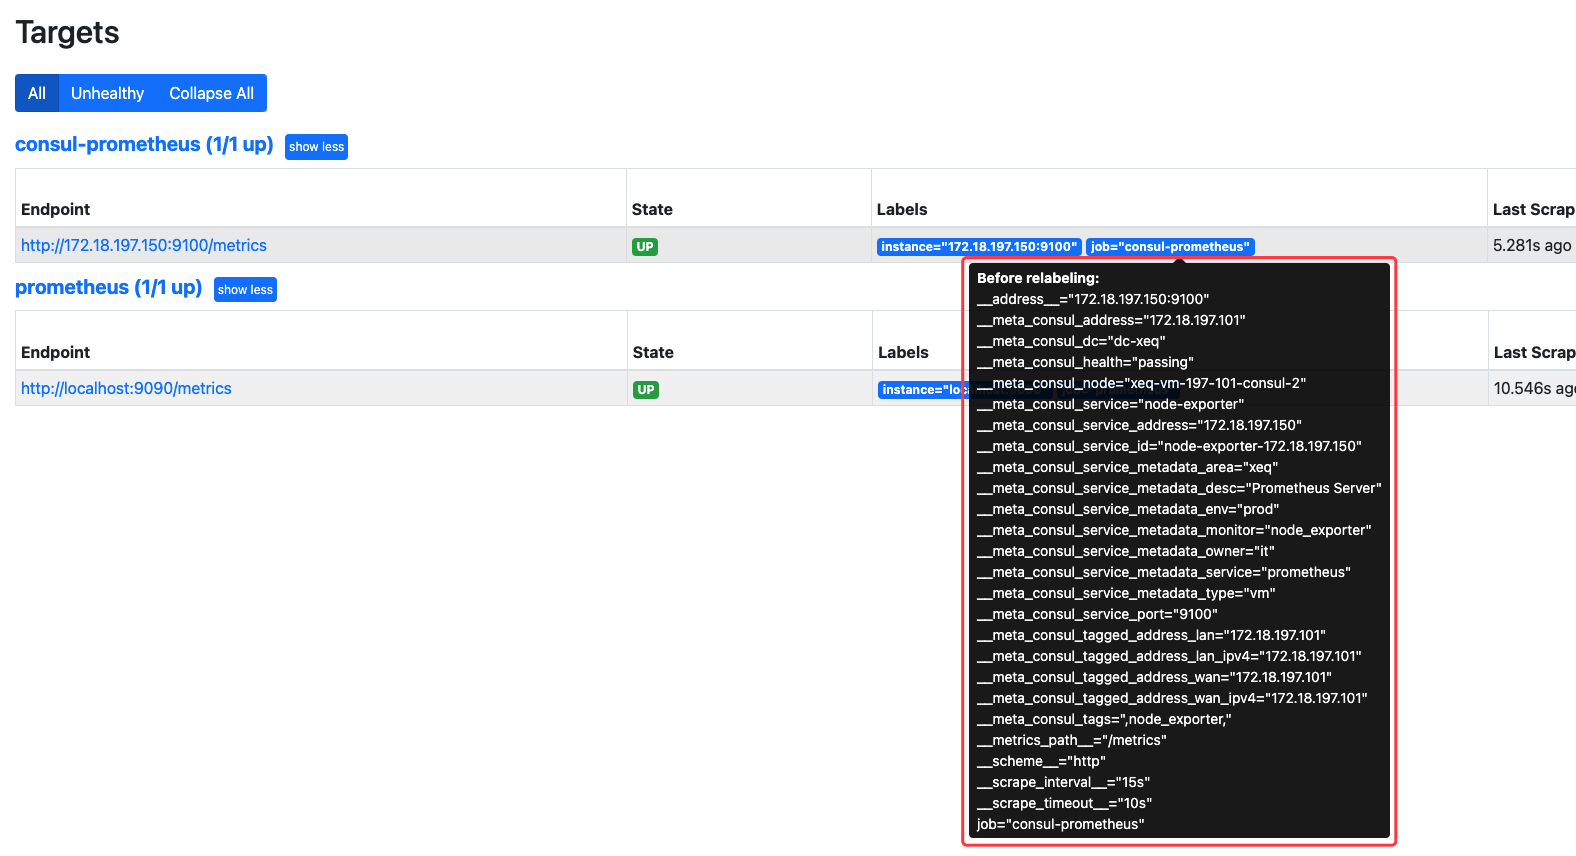 Targets
All Unhealthy Collapse All
consul-prometheus (1/1 up) show less
Endpoint State Labels Last Scrap
http://172.18.197.150:9100/metrics UP instance="172.18.197.150:9100" job="consul-prometheus" 5.281s ago
prometheus (1/1 up) show less
Endpoint State Labels Last Scrap
http://localhost:9090/metrics UP instance="loc 10.546s ago
Before relabeling:
__address__="172.18.197.150:9100"
__meta_consul_address="172.18.197.101"
__meta_consul_dc="dc-xeq"
__meta_consul_health="passing"
__meta_consul_node="xeq-vm-197-101-consul-2"
__meta_consul_service="node-exporter"
__meta_consul_service_address="172.18.197.150"
__meta_consul_service_id="node-exporter-172.18.197.150"
__meta_consul_service_metadata_area="xeq"
__meta_consul_service_metadata_desc="Prometheus Server"
__meta_consul_service_metadata_env="prod"
__meta_consul_service_metadata_monitor="node_exporter"
__meta_consul_service_metadata_owner="it"
__meta_consul_service_metadata_service="prometheus"
__meta_consul_service_metadata_type="vm"
__meta_consul_service_port="9100"
__meta_consul_tagged_address_lan="172.18.197.101"
__meta_consul_tagged_address_lan_ipv4="172.18.197.101"
__meta_consul_tagged_address_wan="172.18.197.101"
__meta_consul_tagged_address_wan_ipv4="172.18.197.101"
__meta_consul_tags=",node_exporter,"
__metrics_path__="/metrics"
__scheme__="http"
__scrape_interval__="15s"
__scrape_timeout__="10s"
job="consul-prometheus"